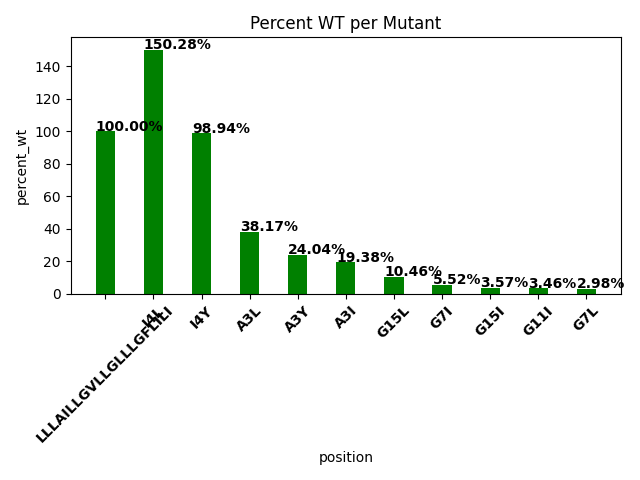 Percent WT per Mutant
percent_wt
140
120
100
80
60
40
20
0
100.00%
150.28%
98.94%
38.17%
24.04%
19.38%
10.46%
5.52%
3.57%
3.46%
2.98%
LLLAILLGVLLGLLLGFLILI
I4L
I4Y
A3L
A3Y
A3I
G15L
G7I
G15I
G11I
G7L
position